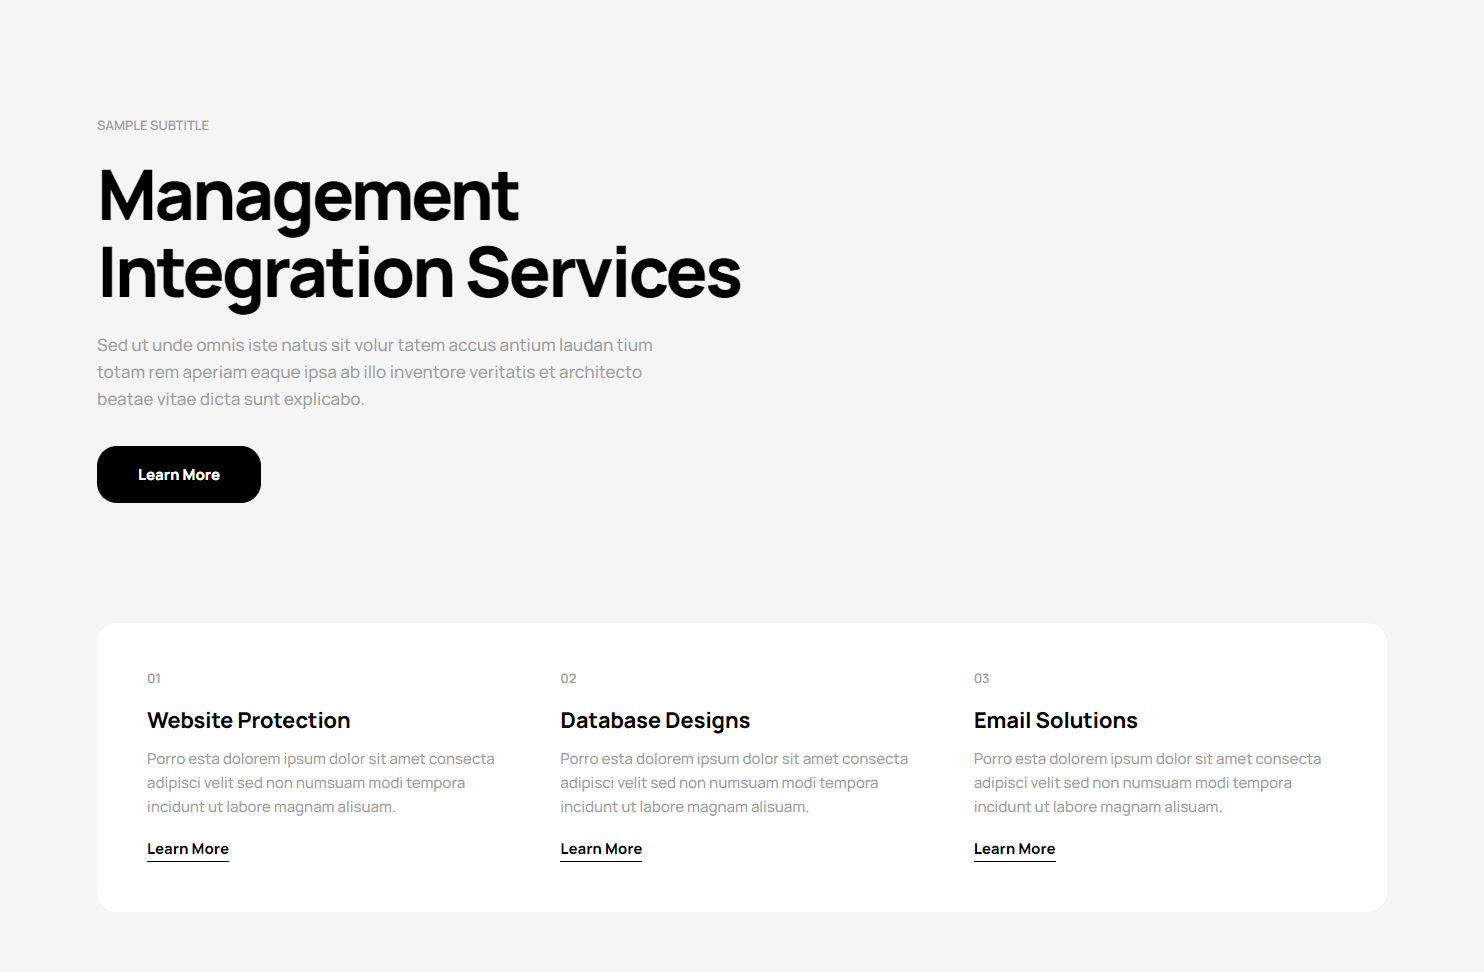 SAMPLE SUBTITLE
Management
Integration Services
Sed ut unde omnis iste natus sit volur tatem accus antium laudan tium
totam rem aperiam eaque ipsa ab illo inventore veritatis et architecto
beatae vitae dicta sunt explicabo.
Learn More
01
Website Protection
Porro esta dolorem ipsum dolor sit amet consecta
adipisci velit sed non numsuam modi tempora
incidunt ut labore magnam alisuam.
Learn More
02
Database Designs
Porro esta dolorem ipsum dolor sit amet consecta
adipisci velit sed non numsuam modi tempora
incidunt ut labore magnam alisuam.
Learn More
03
Email Solutions
Porro esta dolorem ipsum dolor sit amet consecta
adipisci velit sed non numsuam modi tempora
incidunt ut labore magnam alisuam.
Learn More